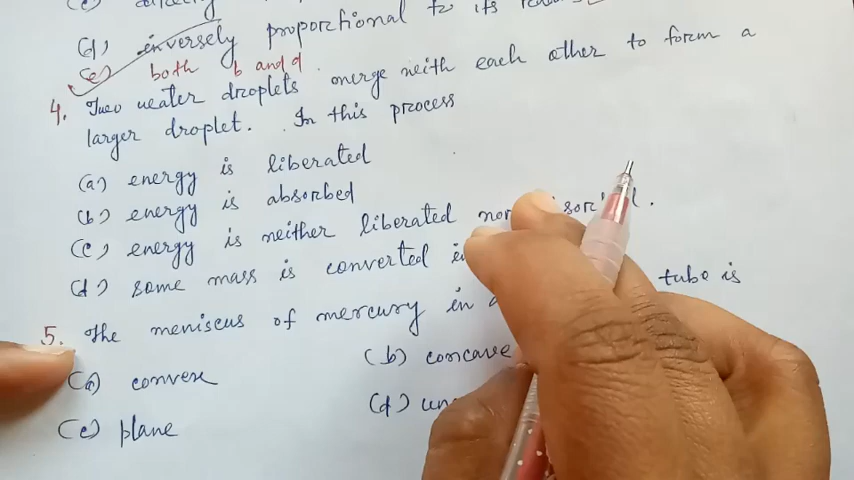 (d) inversely proportional to its
(e) both b and d
4. Two water droplets merge with each other to form a
larger droplet. In this process
(a) energy is liberated
(b) energy is absorbed
(c) energy is neither liberated nor
(d) some mass is converted
5. The meniscus of mercury in a tube is
(a) convex (b) concave
(c) plane (d)